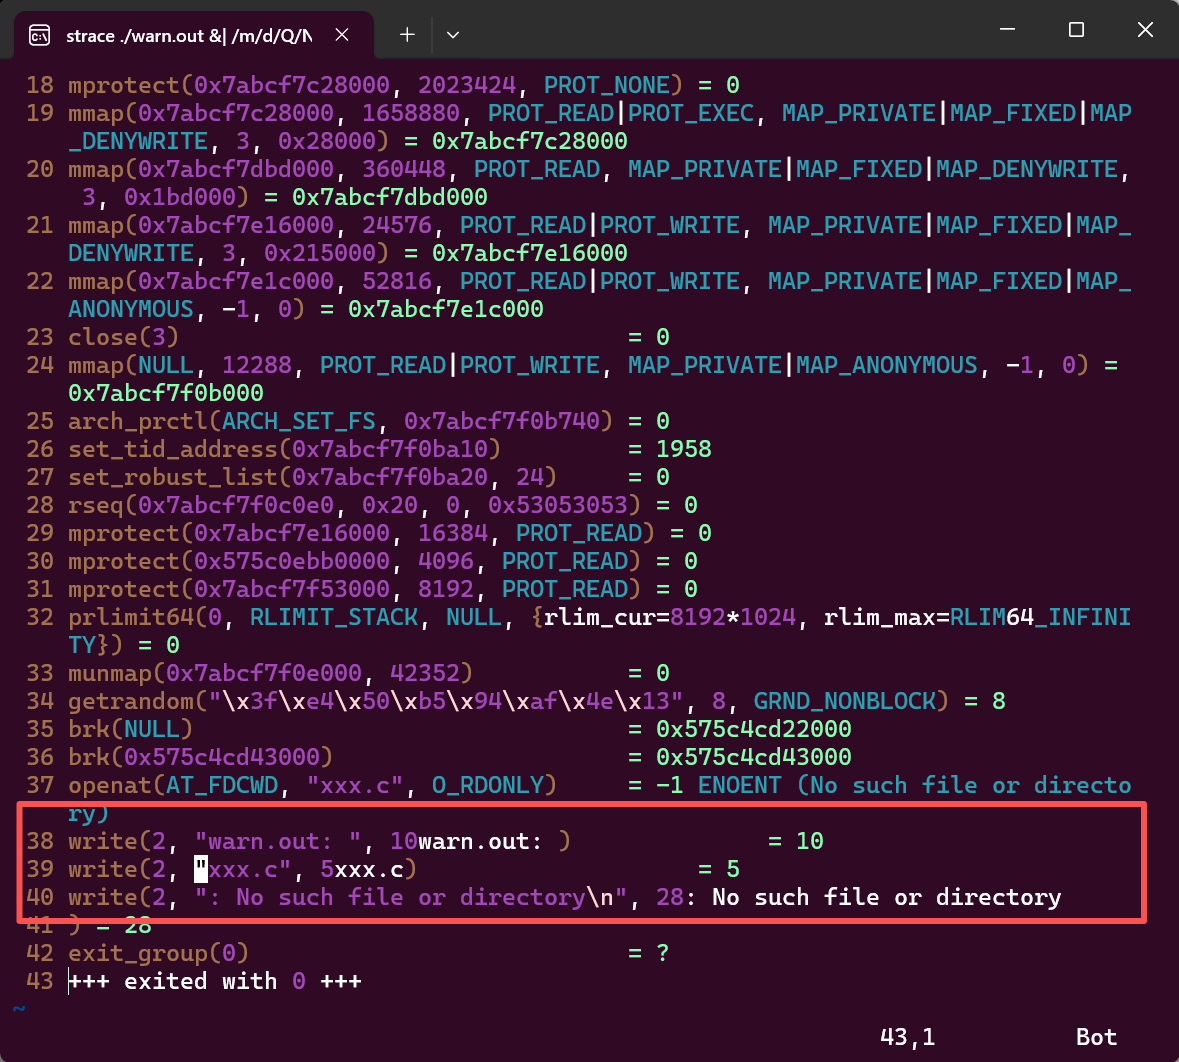 strace ./warn.out &| /m/d/Q/N
18 mprotect(0x7abcf7c28000, 2023424, PROT_NONE) = 0
19 mmap(0x7abcf7c28000, 1658880, PROT_READ|PROT_EXEC, MAP_PRIVATE|MAP_FIXED|MAP
_DENYWRITE, 3, 0x28000) = 0x7abcf7c28000
20 mmap(0x7abcf7dbd000, 360448, PROT_READ, MAP_PRIVATE|MAP_FIXED|MAP_DENYWRITE,
3, 0x1bd000) = 0x7abcf7dbd000
21 mmap(0x7abcf7e16000, 24576, PROT_READ|PROT_WRITE, MAP_PRIVATE|MAP_FIXED|MAP_
DENYWRITE, 3, 0x215000) = 0x7abcf7e16000
22 mmap(0x7abcf7e1c000, 52816, PROT_READ|PROT_WRITE, MAP_PRIVATE|MAP_FIXED|MAP_
ANONYMOUS, -1, 0) = 0x7abcf7e1c000
23 close(3) = 0
24 mmap(NULL, 12288, PROT_READ|PROT_WRITE, MAP_PRIVATE|MAP_ANONYMOUS, -1, 0) =
0x7abcf7f0b000
25 arch_prctl(ARCH_SET_FS, 0x7abcf7f0b740) = 0
26 set_tid_address(0x7abcf7f0ba10) = 1958
27 set_robust_list(0x7abcf7f0ba20, 24) = 0
28 rseq(0x7abcf7f0c0e0, 0x20, 0, 0x53053053) = 0
29 mprotect(0x7abcf7e16000, 16384, PROT_READ) = 0
30 mprotect(0x575c0ebb0000, 4096, PROT_READ) = 0
31 mprotect(0x7abcf7f53000, 8192, PROT_READ) = 0
32 prlimit64(0, RLIMIT_STACK, NULL, {rlim_cur=8192*1024, rlim_max=RLIM64_INFINI
TY}) = 0
33 munmap(0x7abcf7f0e000, 42352) = 0
34 getrandom("\x3f\xe4\x50\xb5\x94\xaf\x4e\x13", 8, GRND_NONBLOCK) = 8
35 brk(NULL) = 0x575c4cd22000
36 brk(0x575c4cd43000) = 0x575c4cd43000
37 openat(AT_FDCWD, "xxx.c", O_RDONLY) = -1 ENOENT (No such file or directo
ry)
38 write(2, "warn.out: ", 10warn.out: ) = 10
39 write(2, "xxx.c", 5xxx.c) = 5
40 write(2, ": No such file or directory\n", 28: No such file or directory
41 ) = 28
42 exit_group(0) = ?
43 +++ exited with 0 +++
~
43,1 Bot